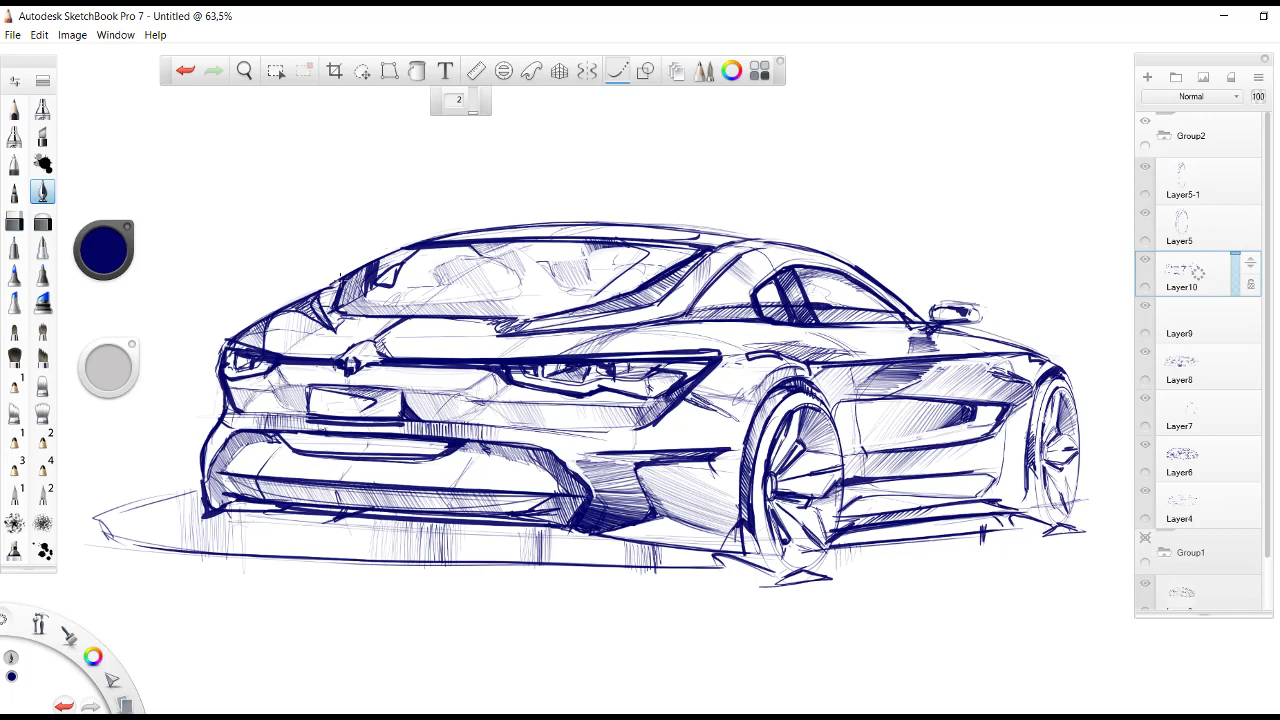 Autodesk SketchBook Pro 7 - Untitled @ 63,5%
File Edit Image Window Help
2
Normal 100
Group2
Layer5-1
Layer5
Layer10
Layer9
Layer8
Layer7
Layer6
Layer4
Group1
1 2
3 4
1 2